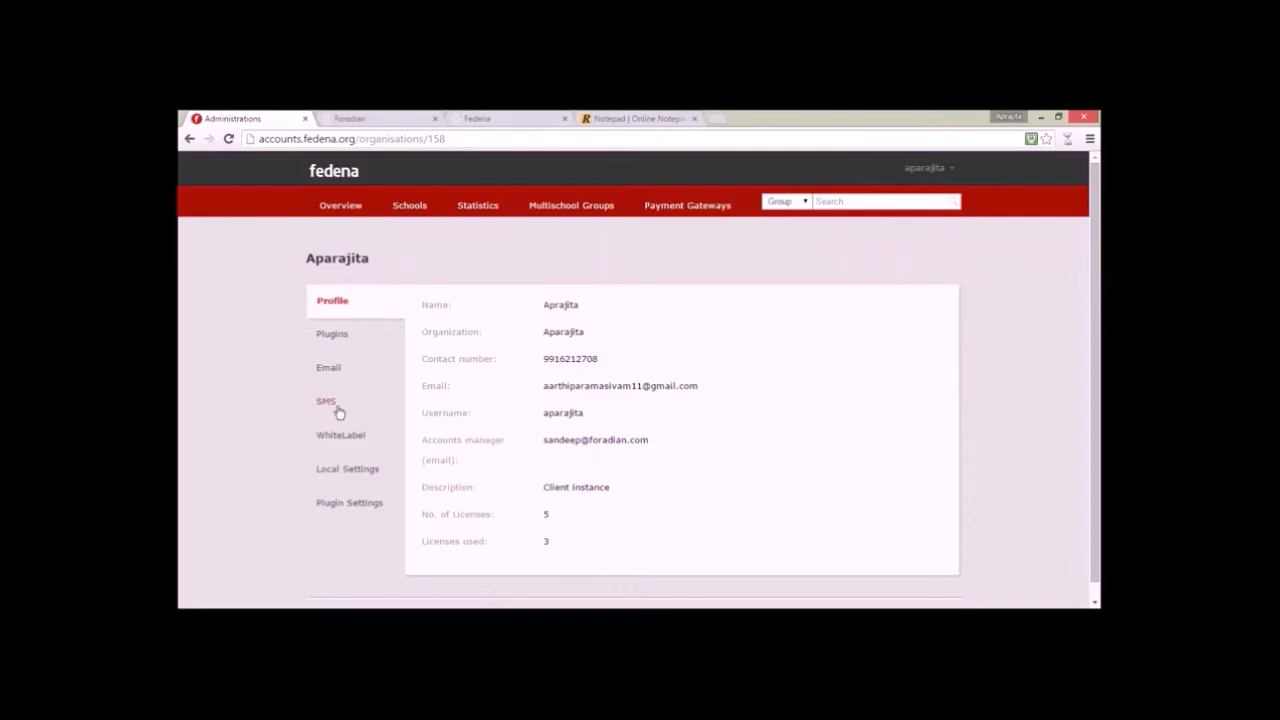 Administrations
Foradian
Fedena
Notepad | Online Notepa
Aprajita
accounts.fedena.org/organisations/158
fedena
aparajita
Overview
Schools
Statistics
Multischool Groups
Payment Gateways
Group
Search
Aparajita
Profile
Plugins
Email
SMS
WhiteLabel
Local Settings
Plugin Settings
Name: Aprajita
Organization: Aparajita
Contact number: 9916212708
Email: aarthiparamasivam11@gmail.com
Username: aparajita
Accounts manager sandeep@foradian.com
(email):
Description: Client instance
No. of Licenses: 5
Licenses used: 3